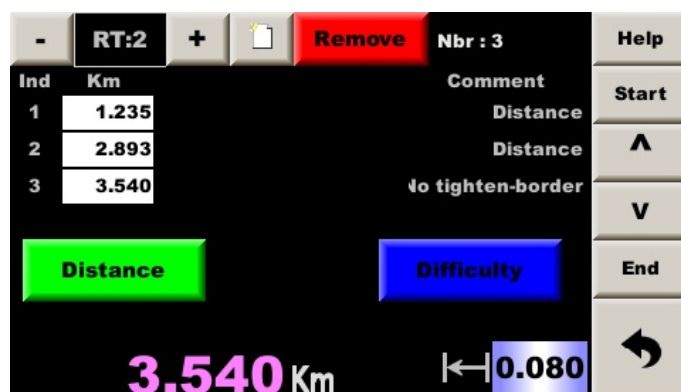 - RT:2 + Remove Nbr : 3 Help
Ind Km Comment Start
1 1.235 Distance
2 2.893 Distance
3 3.540 No tighten-border
Distance Difficulty End
3.540 Km 0.080